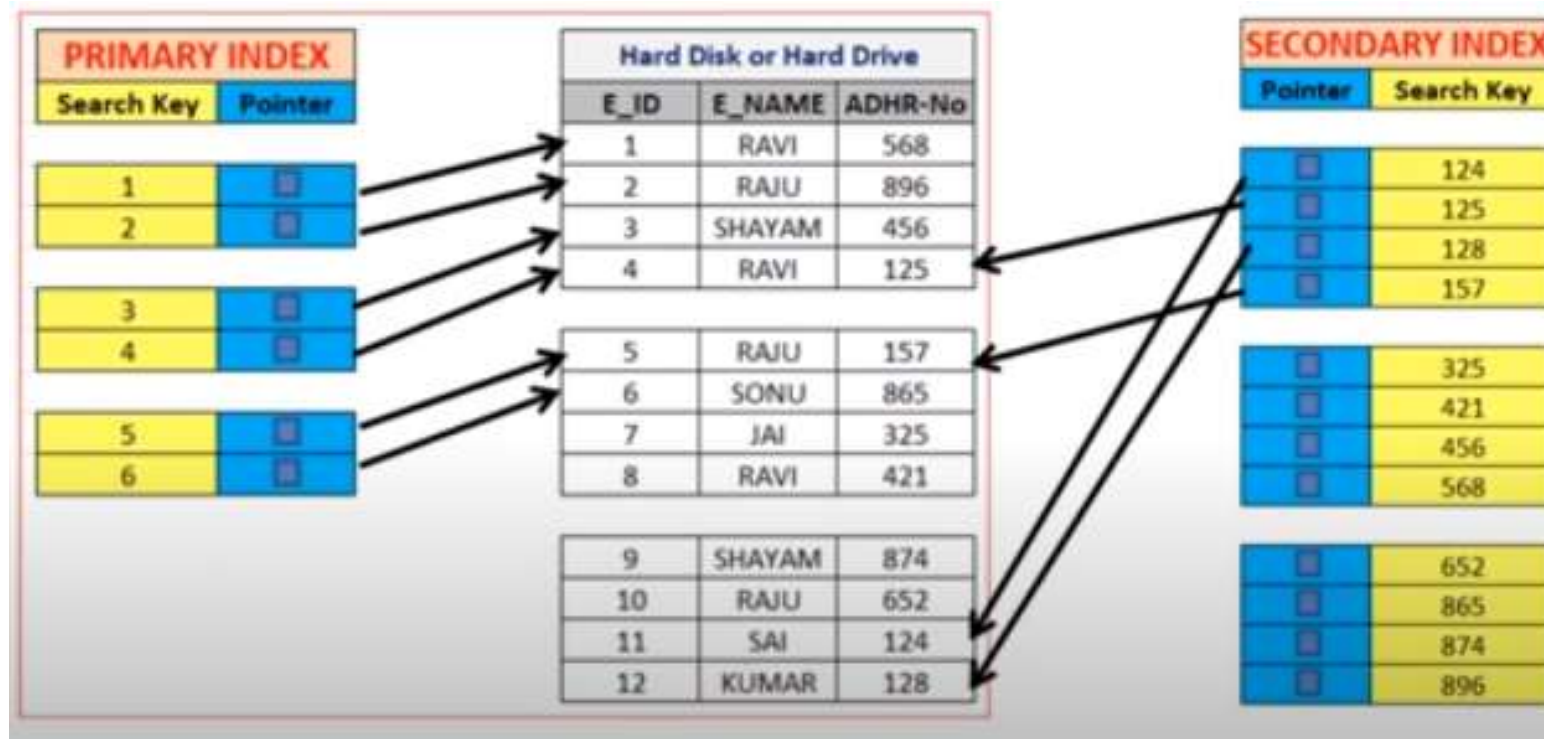 PRIMARY INDEX
Search Key Pointer
1
2
3
4
5
6
Hard Disk or Hard Drive
E_ID E_NAME ADHR-No
1 RAVI 568
2 RAJU 896
3 SHAYAM 456
4 RAVI 125
5 RAJU 157
6 SONU 865
7 JAI 325
8 RAVI 421
9 SHAYAM 874
10 RAJU 652
11 SAI 124
12 KUMAR 128
SECONDARY INDEX
Pointer Search Key
124
125
128
157
325
421
456
568
652
865
874
896